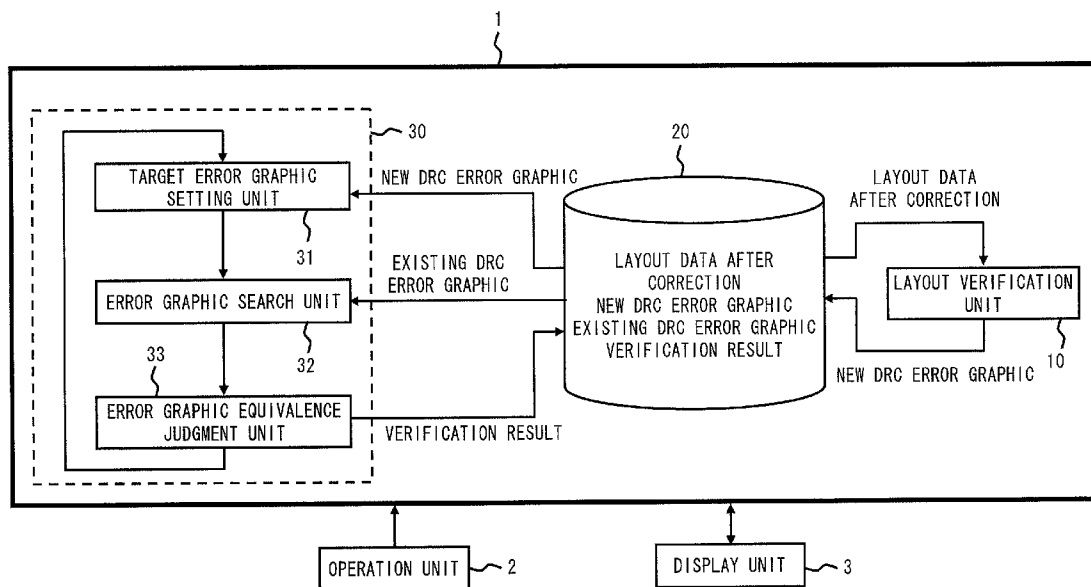 1
30
20
TARGET ERROR GRAPHIC
SETTING UNIT
31
NEW DRC ERROR GRAPHIC
LAYOUT DATA
AFTER CORRECTION
EXISTING DRC
ERROR GRAPHIC
ERROR GRAPHIC SEARCH UNIT
32
LAYOUT DATA AFTER
CORRECTION
NEW DRC ERROR GRAPHIC
EXISTING DRC ERROR GRAPHIC
VERIFICATION RESULT
LAYOUT VERIFICATION
UNIT
10
NEW DRC ERROR GRAPHIC
33
ERROR GRAPHIC EQUIVALENCE
JUDGMENT UNIT
VERIFICATION RESULT
OPERATION UNIT
2
DISPLAY UNIT
3